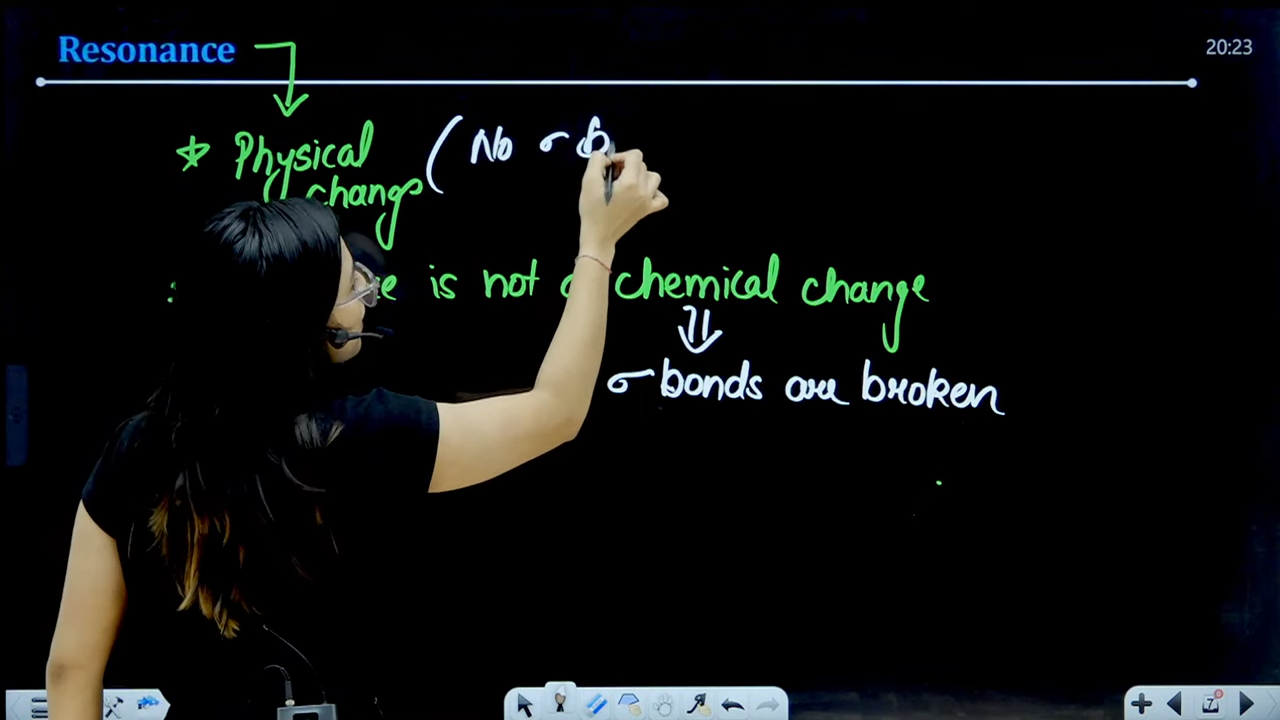 Resonance
20:23
* Physical change (No σ b
is not chemical change
σ bonds are broken